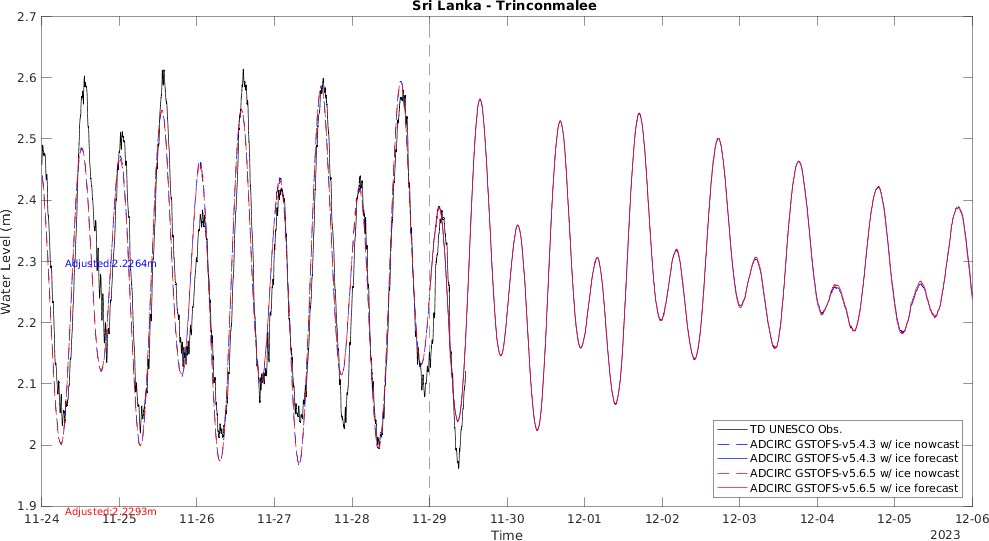 Sri Lanka - Trinconmalee
2.7
2.6
2.5
2.4
2.3
2.2
2.1
2
1.9
Water Level (m)
Adjusted:2.2264m
Adjusted:2.2293m
TD UNESCO Obs.
ADCIRC GSTOFS-v5.4.3 w/ ice nowcast
ADCIRC GSTOFS-v5.4.3 w/ ice forecast
ADCIRC GSTOFS-v5.6.5 w/ ice nowcast
ADCIRC GSTOFS-v5.6.5 w/ ice forecast
11-24 11-25 11-26 11-27 11-28 11-29 11-30 12-01 12-02 12-03 12-04 12-05 12-06
Time
2023